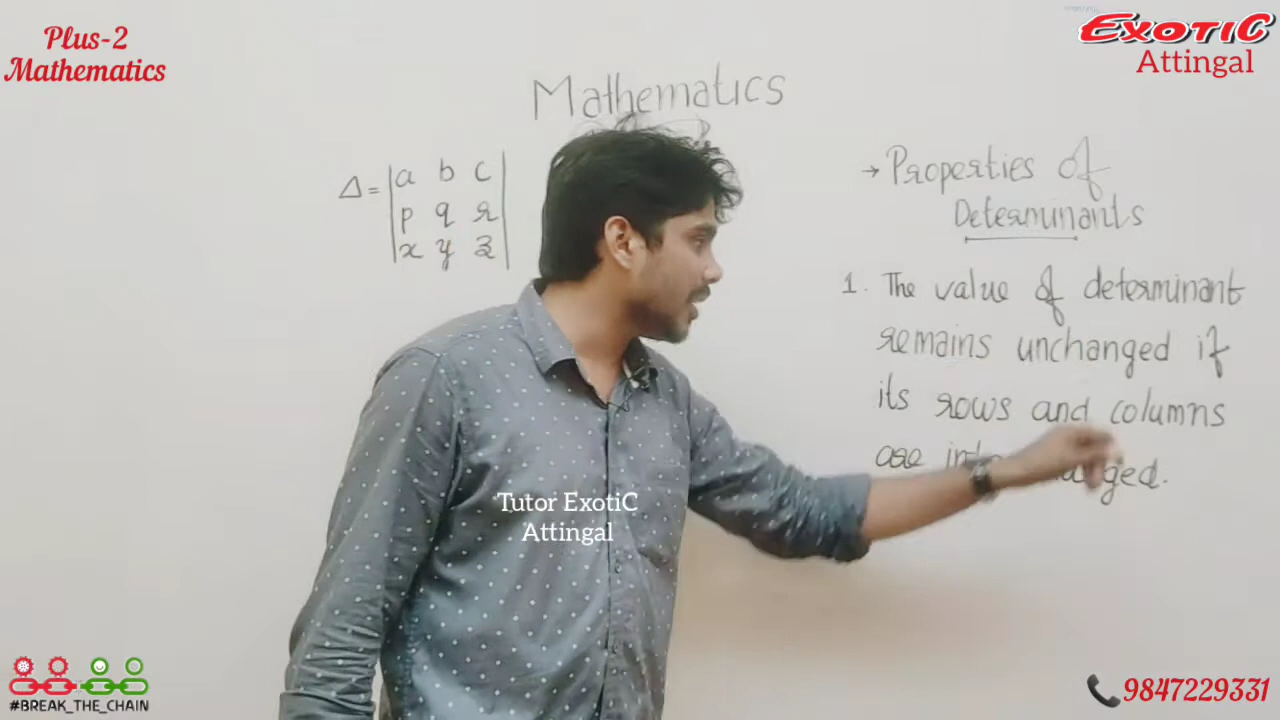 Plus-2
Mathematics
EXOTIC
Attingal
Mathematics
Δ = | a b c |
| p q r |
| x y z |
→ Properties of
Determinants
1. The value of determinant
remains unchanged if
its rows and columns
are
Tutor ExotiC
Attingal
#BREAK_THE_CHAIN
9847229331